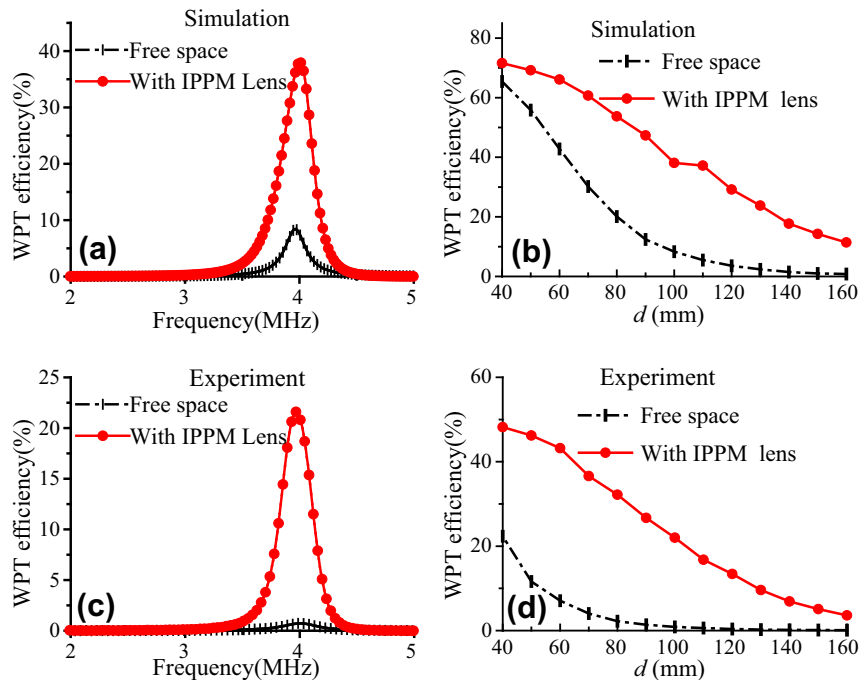 Simulation
Free space
With IPPM Lens
WPT efficiency(%)
40
30
20
10
0
(a)
2
3
4
5
Frequency(MHz)
Simulation
Free space
With IPPM lens
WPT efficiency(%)
80
60
40
20
0
(b)
40
60
80
100
120
140
160
d (mm)
Experiment
Free space
With IPPM Lens
WPT efficiency(%)
25
20
15
10
5
0
(c)
2
3
4
5
Frequency(MHz)
Experiment
Free space
With IPPM lens
WPT efficiency(%)
60
40
20
0
(d)
40
60
80
100
120
140
160
d (mm)